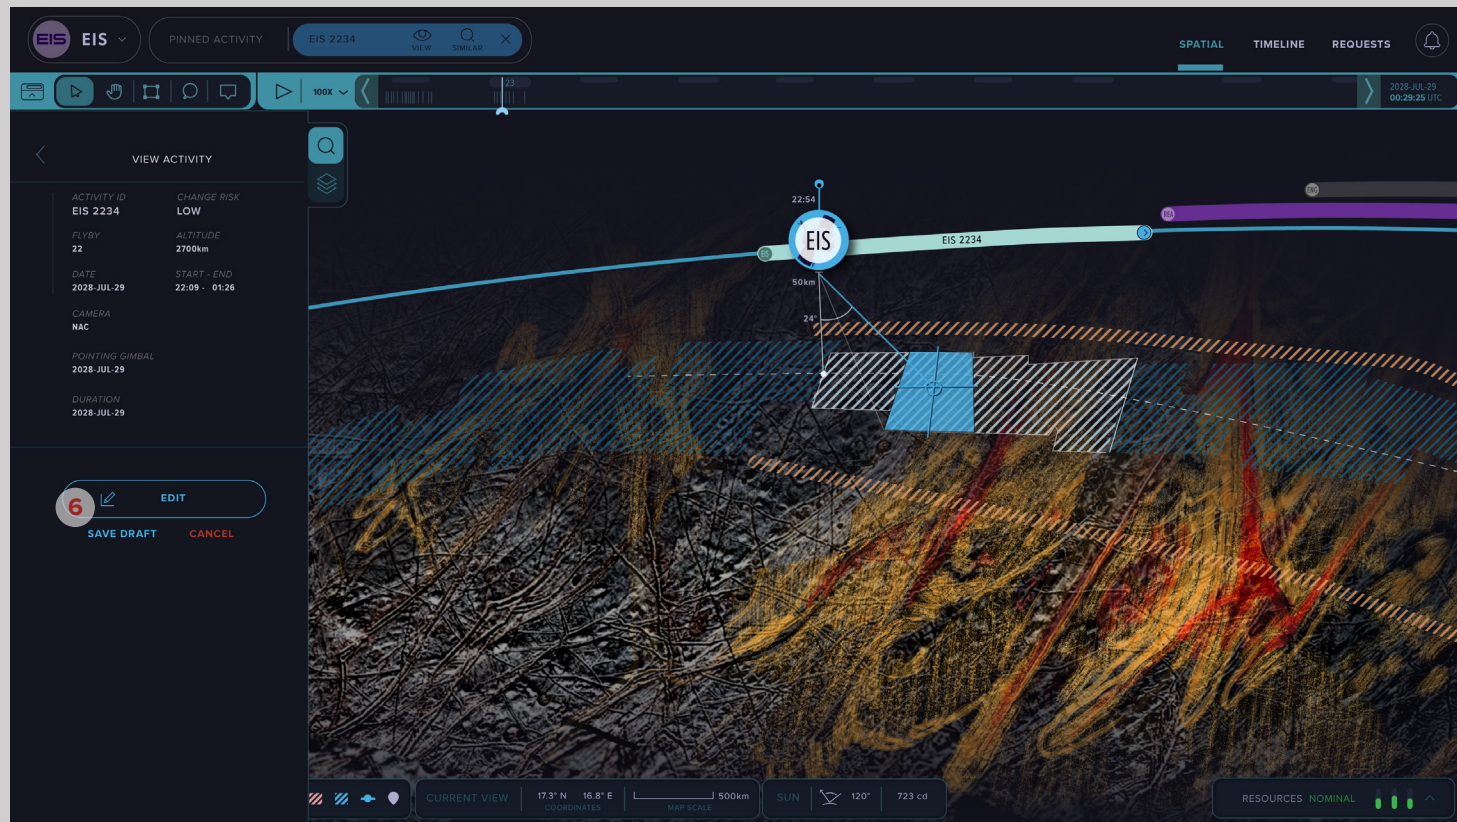 EIS EIS
PINNED ACTIVITY
EIS 2234
VIEW
SIMILAR
SPATIAL
TIMELINE
REQUESTS
100X
23
2028-JUL-29
00:29:25 UTC
VIEW ACTIVITY
ACTIVITY ID CHANGE RISK
EIS 2234 LOW
FLYBY ALTITUDE
22 2700km
DATE START - END
2028-JUL-29 22:09 - 01:26
CAMERA
NAC
POINTING GIMBAL
2028-JUL-29
DURATION
2028-JUL-29
6 EDIT
SAVE DRAFT CANCEL
22:54
EIS
EIS
EIS 2234
REA
ENG
50km
24°
CURRENT VIEW
17.3° N 16.8° E
COORDINATES
500km
MAP SCALE
SUN
120°
723 cd
RESOURCES NOMINAL